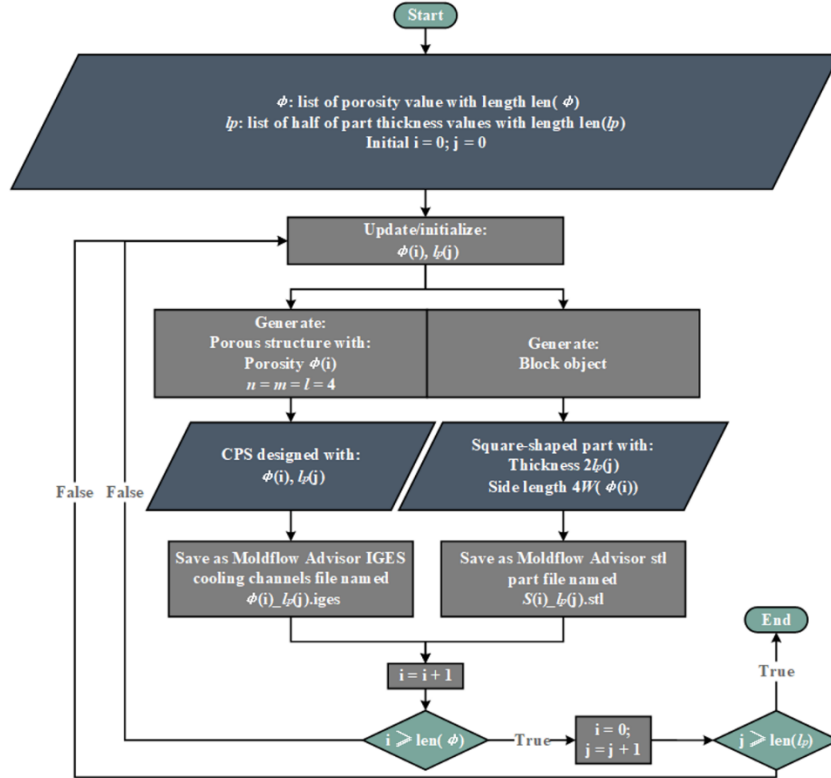 Start
ϕ: list of porosity value with length len( ϕ)
lp: list of half of part thickness values with length len(lp)
Initial i = 0; j = 0
Update/initialize:
ϕ(i), lp(j)
Generate:
Porous structure with:
Porosity ϕ(i)
n = m = l = 4
Generate:
Block object
CPS designed with:
ϕ(i), lp(j)
Square-shaped part with:
Thickness 2lp(j)
Side length 4W( ϕ(i))
False
False
Save as Moldflow Advisor IGES
cooling channels file named
ϕ(i)_lp(j).iges
Save as Moldflow Advisor stl
part file named
S(i)_lp(j).stl
End
True
i = i + 1
i ⩾ len( ϕ)
True
i = 0;
j = j + 1
j ⩾ len(lp)